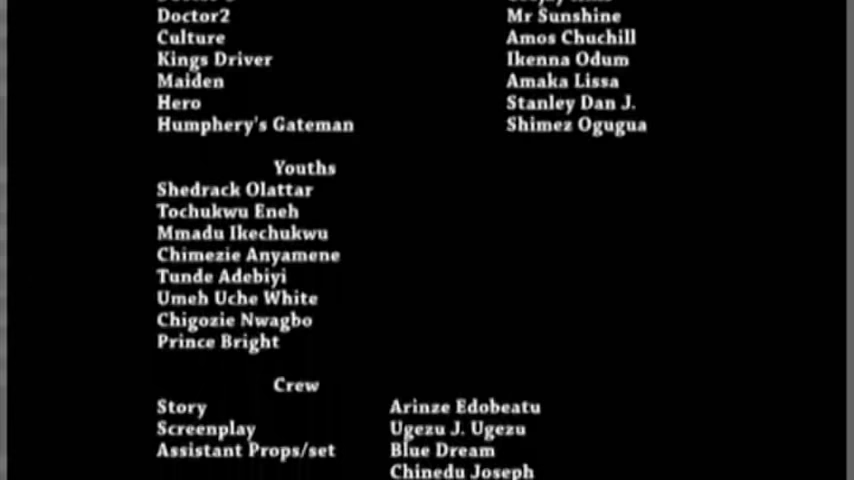 Doctor2 Mr Sunshine
Culture Amos Chuchill
Kings Driver Ikenna Odum
Maiden Amaka Lissa
Hero Stanley Dan J.
Humphery's Gateman Shimez Ogugua
Youths
Shedrack Olattar
Tochukwu Eneh
Mmadu Ikechukwu
Chimezie Anyamene
Tunde Adebiyi
Umeh Uche White
Chigozie Nwagbo
Prince Bright
Crew
Story Arinze Edobeatu
Screenplay Ugezu J. Ugezu
Assistant Props/set Blue Dream
Chinedu Joseph